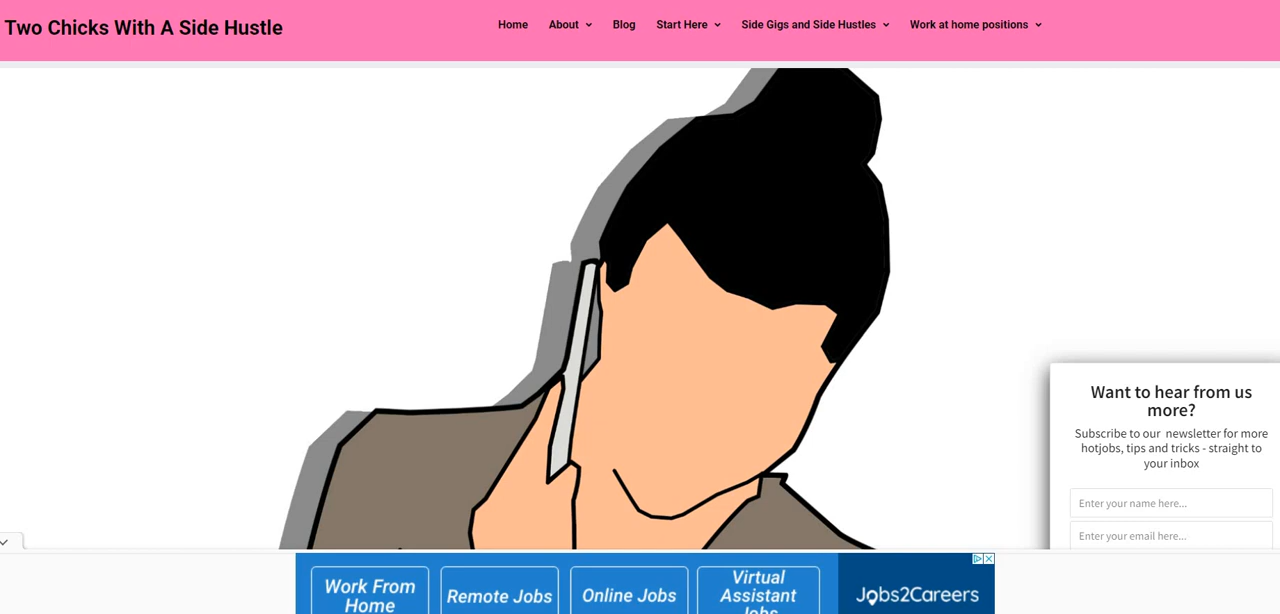 Two Chicks With A Side Hustle
Home About Blog Start Here Side Gigs and Side Hustles Work at home positions
Want to hear from us
more?
Subscribe to our newsletter for more
hotjobs, tips and tricks - straight to
your inbox
Enter your name here...
Enter your email here...
Work From
Home
Remote Jobs
Online Jobs
Virtual
Assistant
Jobs
Jobs2Careers